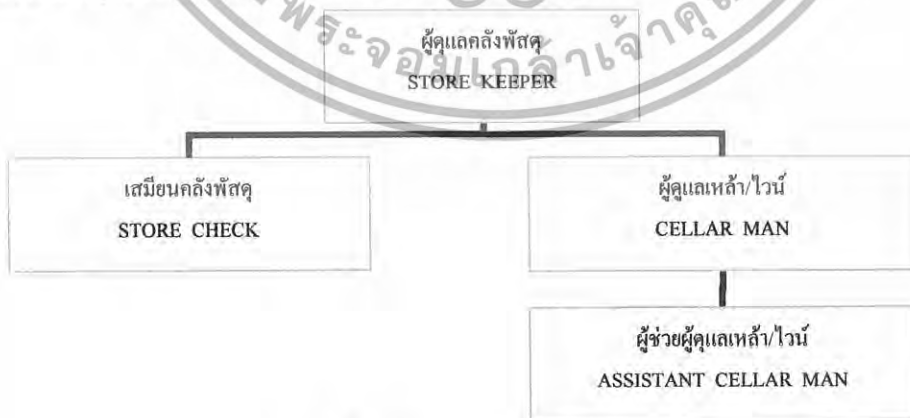 ผู้ดูแลคลังพัสดุ
STORE KEEPER
เสมียนคลังพัสดุ
STORE CHECK
ผู้ดูแลเหล้า/ไวน์
CELLAR MAN
ผู้ช่วยผู้ดูแลเหล้า/ไวน์
ASSISTANT CELLAR MAN